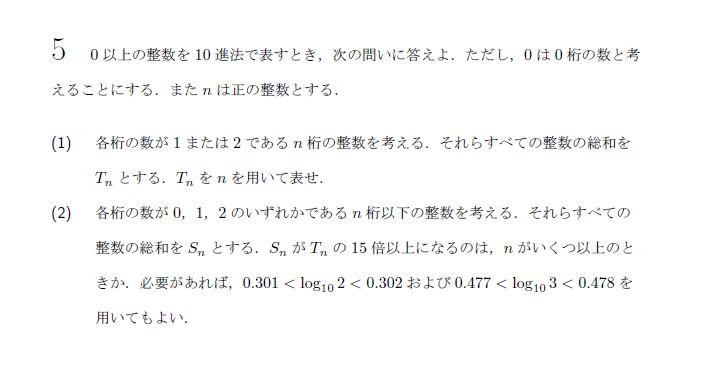 5 0 以上の整数を 10 進法で表すとき，次の問いに答えよ．ただし，0 は 0 桁の数と考
えることにする．また n は正の整数とする．
(1) 各桁の数が 1 または 2 である n 桁の整数を考える．それらすべての整数の総和を
T_n とする．T_n を n を用いて表せ．
(2) 各桁の数が 0，1，2 のいずれかである n 桁以下の整数を考える．それらすべての
整数の総和を S_n とする．S_n が T_n の 15 倍以上になるのは，n がいくつ以上のと
きか．必要があれば，0.301 < log_10 2 < 0.302 および 0.477 < log_10 3 < 0.478 を
用いてもよい．